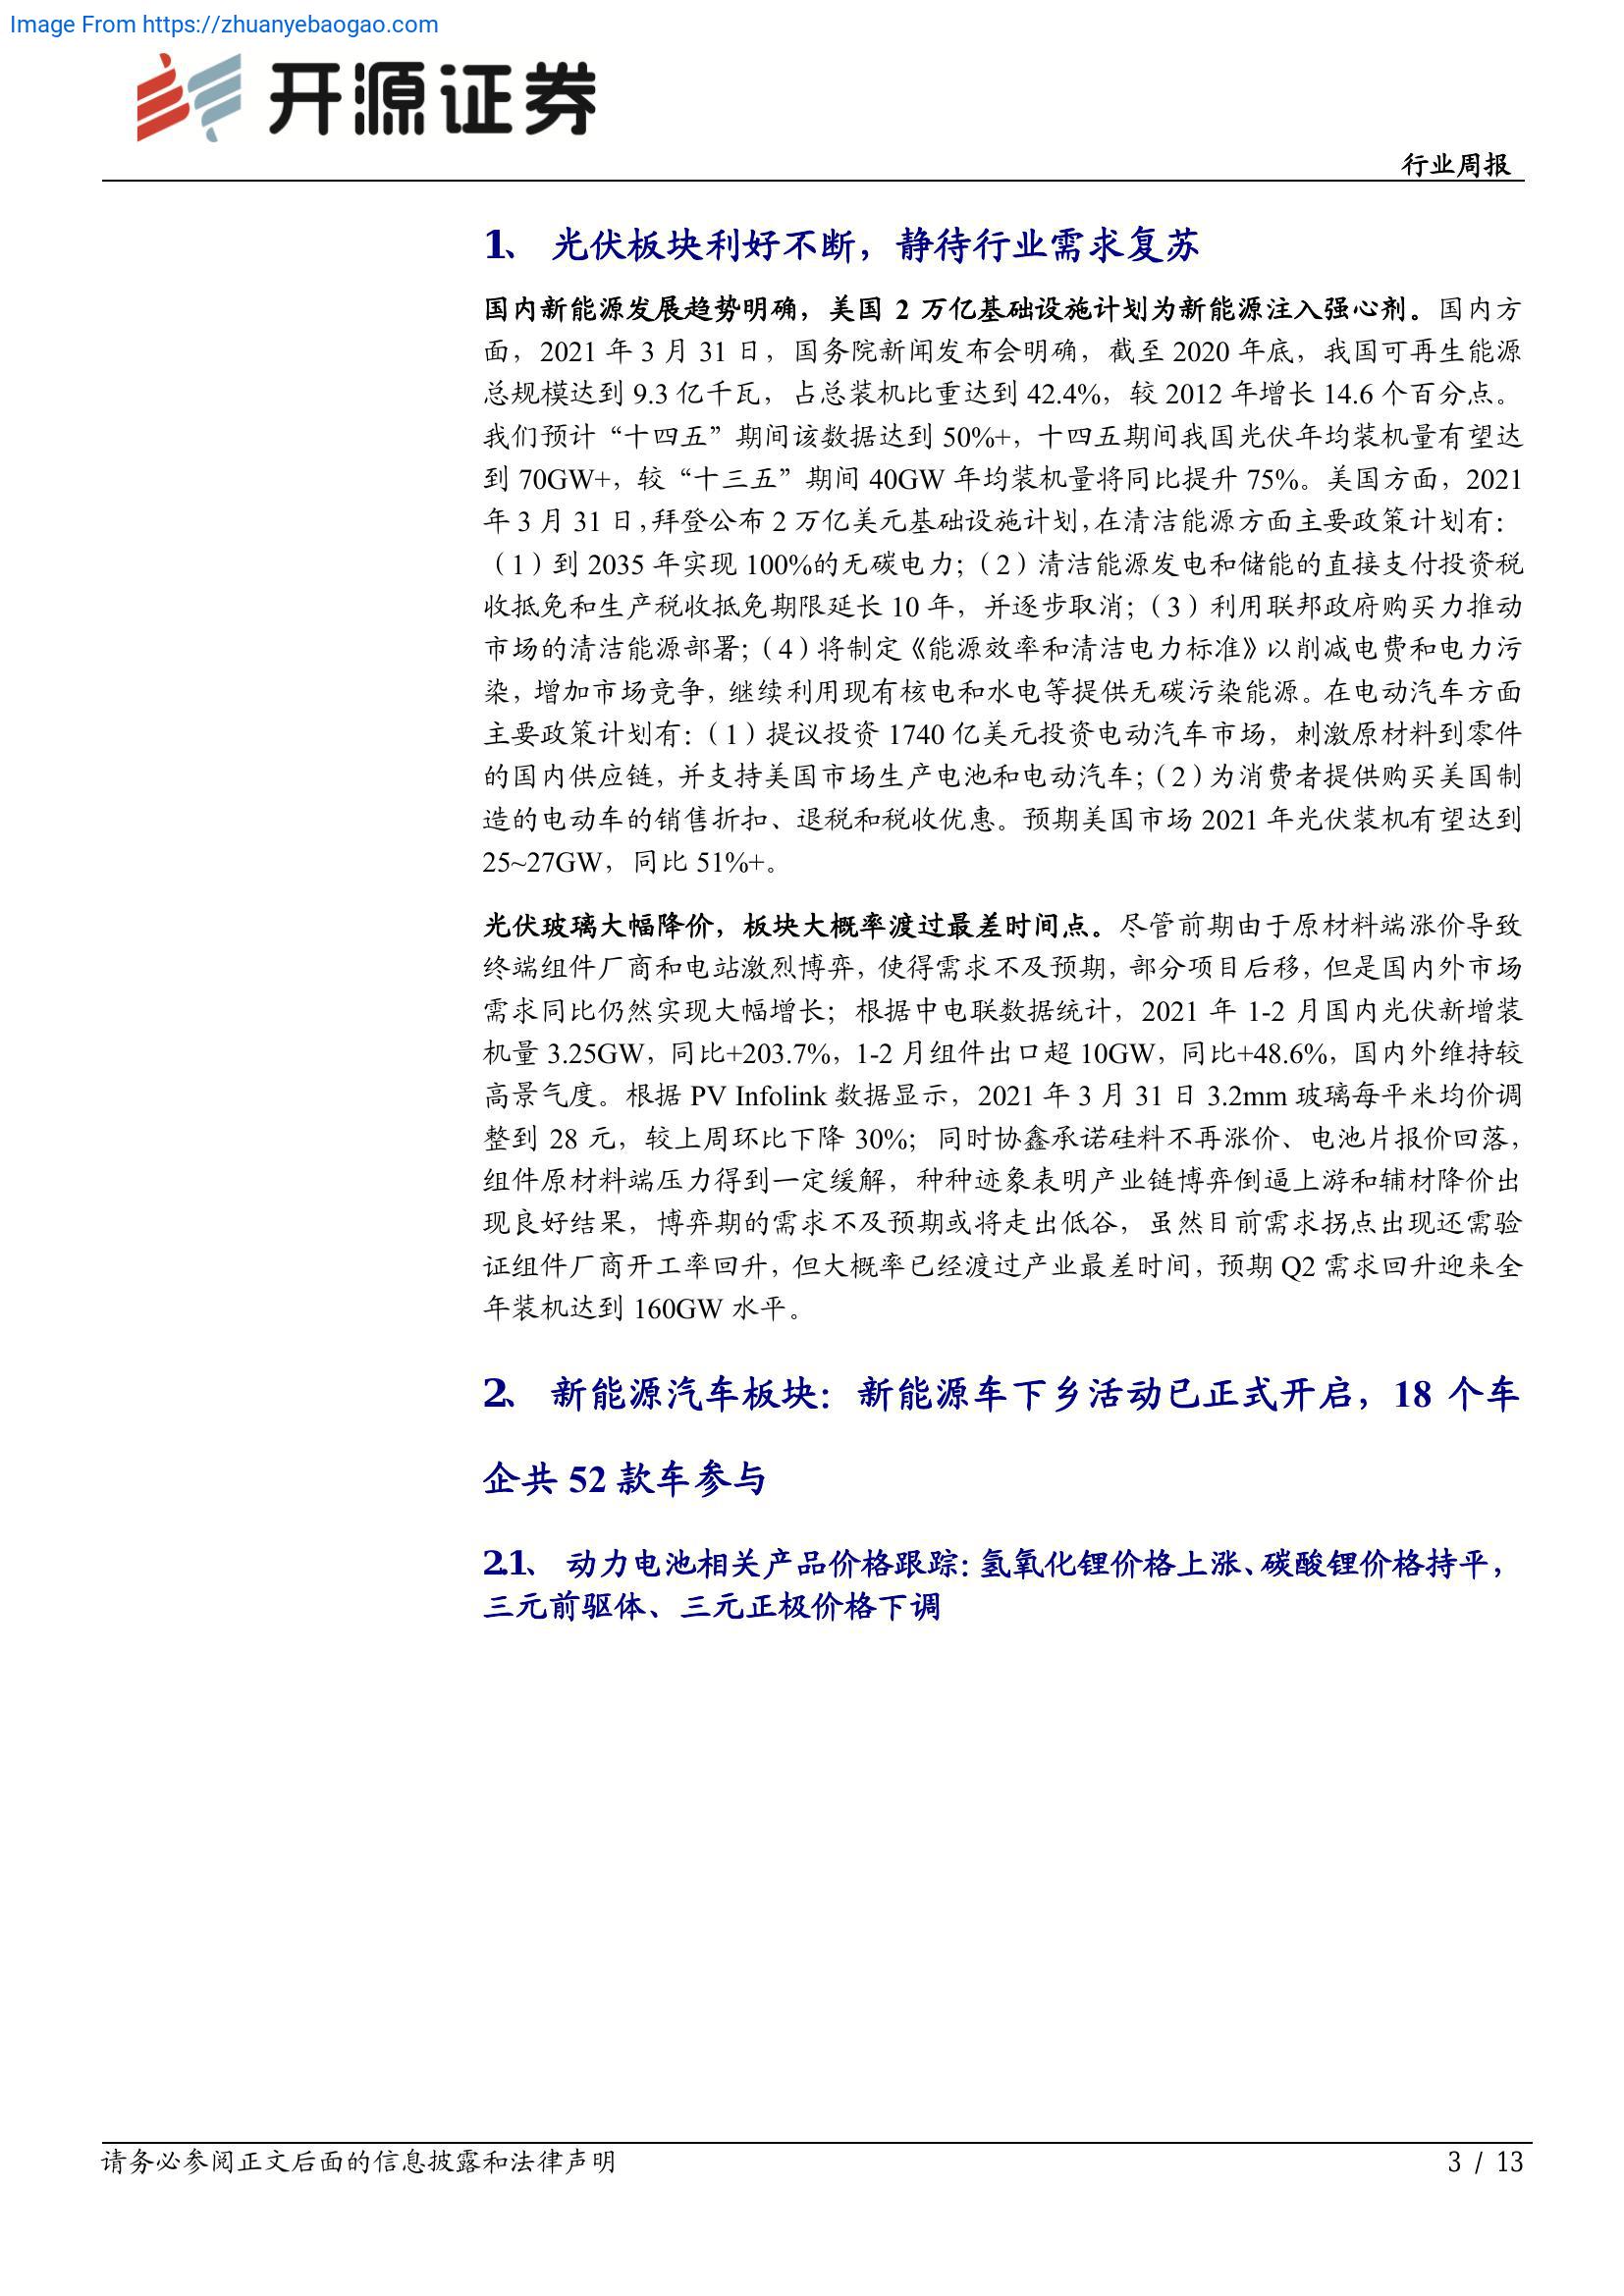 Image From https://zhuanyebaogao.com
开源证券
行业周报
1、 光伏板块利好不断，静待行业需求复苏
国内新能源发展趋势明确，美国 2 万亿基础设施计划为新能源注入强心剂。国内方
面，2021 年 3 月 31 日，国务院新闻发布会明确，截至 2020 年底，我国可再生能源
总规模达到 9.3 亿千瓦，占总装机比重达到 42.4%，较 2012 年增长 14.6 个百分点。
我们预计“十四五”期间该数据达到 50%+，十四五期间我国光伏年均装机量有望达
到 70GW+，较“十三五”期间 40GW 年均装机量将同比提升 75%。美国方面，2021
年 3 月 31 日，拜登公布 2 万亿美元基础设施计划，在清洁能源方面主要政策计划有：
（1）到 2035 年实现 100%的无碳电力；（2）清洁能源发电和储能的直接支付投资税
收抵免和生产税收抵免期限延长 10 年，并逐步取消；（3）利用联邦政府购买力推动
市场的清洁能源部署；（4）将制定《能源效率和清洁电力标准》以削减电费和电力污
染，增加市场竞争，继续利用现有核电和水电等提供无碳污染能源。在电动汽车方面
主要政策计划有：（1）提议投资 1740 亿美元投资电动汽车市场，刺激原材料到零件
的国内供应链，并支持美国市场生产电池和电动汽车；（2）为消费者提供购买美国制
造的电动车的销售折扣、退税和税收优惠。预期美国市场 2021 年光伏装机有望达到
25~27GW，同比 51%+。
光伏玻璃大幅降价，板块大概率渡过最差时间点。尽管前期由于原材料端涨价导致
终端组件厂商和电站激烈博弈，使得需求不及预期，部分项目后移，但是国内外市场
需求同比仍然实现大幅增长；根据中电联数据统计，2021 年 1-2 月国内光伏新增装
机量 3.25GW，同比+203.7%，1-2 月组件出口超 10GW，同比+48.6%，国内外维持较
高景气度。根据 PV Infolink 数据显示，2021 年 3 月 31 日 3.2mm 玻璃每平米均价调
整到 28 元，较上周环比下降 30%；同时协鑫承诺硅料不再涨价、电池片报价回落，
组件原材料端压力得到一定缓解，种种迹象表明产业链博弈倒逼上游和辅材降价出
现良好结果，博弈期的需求不及预期或将走出低谷，虽然目前需求拐点出现还需验
证组件厂商开工率回升，但大概率已经渡过产业最差时间，预期 Q2 需求回升迎来全
年装机达到 160GW 水平。
2、 新能源汽车板块：新能源车下乡活动已正式开启，18 个车
企共 52 款车参与
2.1、 动力电池相关产品价格跟踪：氢氧化锂价格上涨、碳酸锂价格持平，
三元前驱体、三元正极价格下调
请务必参阅正文后面的信息披露和法律声明
3 / 13